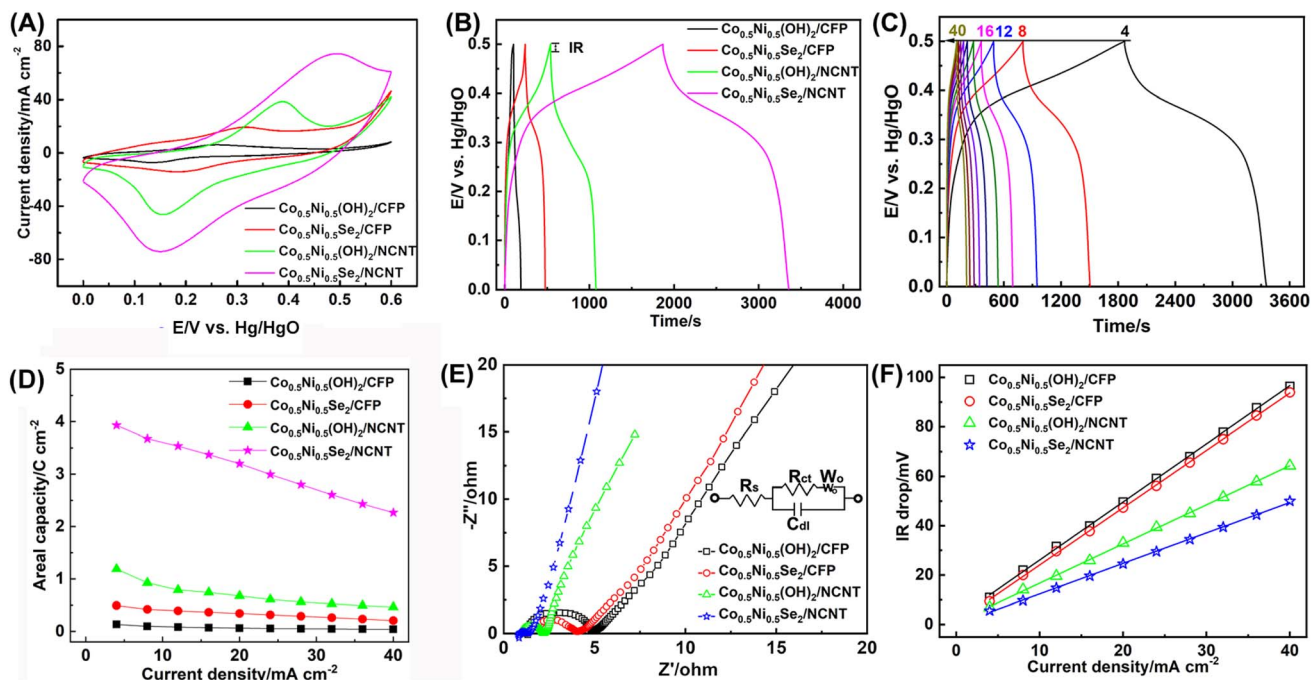 (A)
80
40
0
-40
-80
Current density/mA cm⁻²
0.0 0.1 0.2 0.3 0.4 0.5 0.6
E/V vs. Hg/HgO
Co₀.₅Ni₀.₅(OH)₂/CFP
Co₀.₅Ni₀.₅Se₂/CFP
Co₀.₅Ni₀.₅(OH)₂/NCNT
Co₀.₅Ni₀.₅Se₂/NCNT
(B)
0.5
0.4
0.3
0.2
0.1
0.0
E/V vs. Hg/HgO
0 1000 2000 3000 4000
Time/s
IR
Co₀.₅Ni₀.₅(OH)₂/CFP
Co₀.₅Ni₀.₅Se₂/CFP
Co₀.₅Ni₀.₅(OH)₂/NCNT
Co₀.₅Ni₀.₅Se₂/NCNT
(C)
40 16 12 8 4
0.5
0.4
0.3
0.2
0.1
0.0
E/V vs. Hg/HgO
0 600 1200 1800 2400 3000 3600
Time/s
(D)
5
4
3
2
1
0
Areal capacity/C cm⁻²
0 10 20 30 40
Current density/mA cm⁻²
Co₀.₅Ni₀.₅(OH)₂/CFP
Co₀.₅Ni₀.₅Se₂/CFP
Co₀.₅Ni₀.₅(OH)₂/NCNT
Co₀.₅Ni₀.₅Se₂/NCNT
(E)
-20
-15
-10
-5
0
-Z''/ohm
0 5 10 15 20
Z'/ohm
Rs
Rct
Wo
Wo
Cdl
Co₀.₅Ni₀.₅(OH)₂/CFP
Co₀.₅Ni₀.₅Se₂/CFP
Co₀.₅Ni₀.₅(OH)₂/NCNT
Co₀.₅Ni₀.₅Se₂/NCNT
(F)
100
80
60
40
20
0
IR drop/mV
0 10 20 30 40
Current density/mA cm⁻²
Co₀.₅Ni₀.₅(OH)₂/CFP
Co₀.₅Ni₀.₅Se₂/CFP
Co₀.₅Ni₀.₅(OH)₂/NCNT
Co₀.₅Ni₀.₅Se₂/NCNT